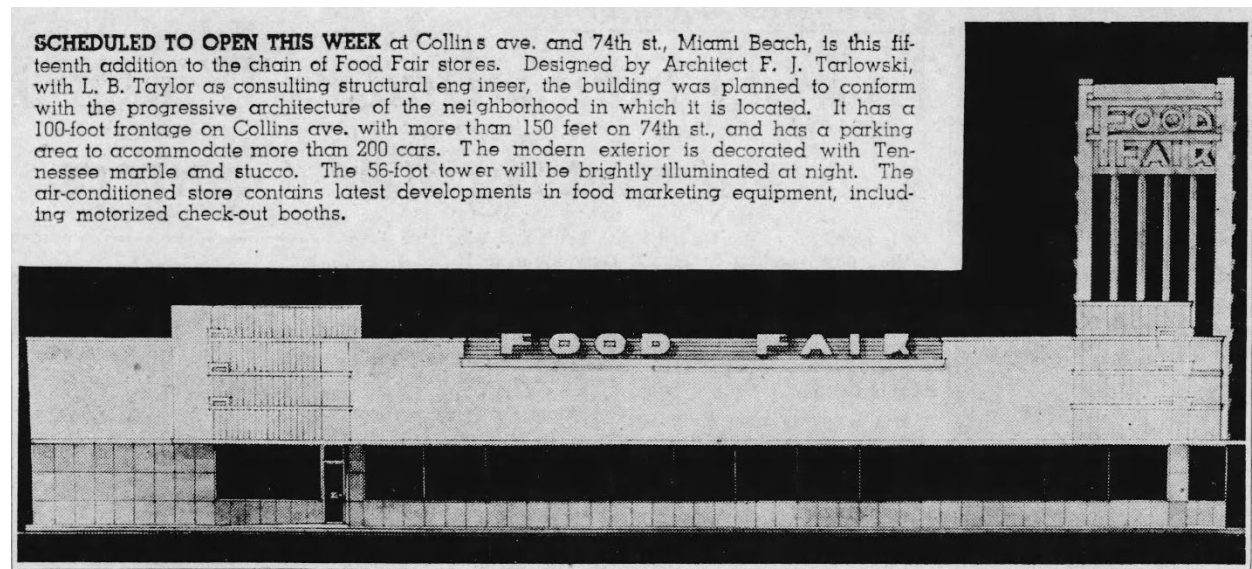 SCHEDULED TO OPEN THIS WEEK at Collins ave. and 74th st., Miami Beach, is this fif-
teenth addition to the chain of Food Fair stores. Designed by Architect F. J. Tarlowski,
with L. B. Taylor as consulting structural engineer, the building was planned to conform
with the progressive architecture of the neighborhood in which it is located. It has a
100-foot frontage on Collins ave. with more than 150 feet on 74th st., and has a parking
area to accommodate more than 200 cars. The modern exterior is decorated with Ten-
nessee marble and stucco. The 56-foot tower will be brightly illuminated at night. The
air-conditioned store contains latest developments in food marketing equipment, includ-
ing motorized check-out booths.
FOOD
FAIR
FOOD FAIR